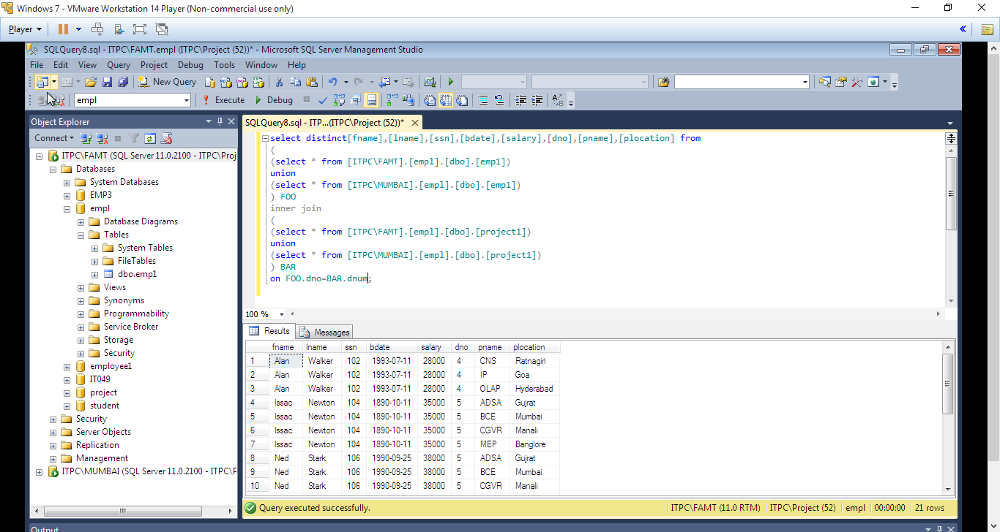 Windows 7 - VMware Workstation 14 Player (Non-commercial use only)
Player
SQLQuery8.sql - ITPC\FAMT.empl (ITPC\Project (52))* - Microsoft SQL Server Management Studio
File Edit View Query Project Debug Tools Window Help
New Query
empl Execute Debug
Object Explorer
Connect
ITPC\FAMT (SQL Server 11.0.2100 - ITPC\Proj
Databases
System Databases
EMP3
empl
Database Diagrams
Tables
System Tables
FileTables
dbo.emp1
Views
Synonyms
Programmability
Service Broker
Storage
Security
employee1
IT049
project
student
Security
Server Objects
Replication
Management
ITPC\MUMBAI (SQL Server 11.0.2100 - ITPC\P
SQLQuery8.sql - ITP...(ITPC\Project (52))*
select distinct[fname],[lname],[ssn],[bdate],[salary],[dno],[pname],[plocation] from
(
(select * from [ITPC\FAMT].[empl].[dbo].[emp1])
union
(select * from [ITPC\MUMBAI].[empl].[dbo].[emp1])
) FOO
inner join
(
(select * from [ITPC\FAMT].[empl].[dbo].[project1])
union
(select * from [ITPC\MUMBAI].[empl].[dbo].[project1])
) BAR
on FOO.dno=BAR.dnum;
100 %
Results Messages
fname lname ssn bdate salary dno pname plocation
1 Alan Walker 102 1993-07-11 28000 4 CNS Ratnagiri
2 Alan Walker 102 1993-07-11 28000 4 IP Goa
3 Alan Walker 102 1993-07-11 28000 4 OLAP Hyderabad
4 Issac Newton 104 1890-10-11 35000 5 ADSA Gujrat
5 Issac Newton 104 1890-10-11 35000 5 BCE Mumbai
6 Issac Newton 104 1890-10-11 35000 5 CGVR Manali
7 Issac Newton 104 1890-10-11 35000 5 MEP Banglore
8 Ned Stark 106 1990-09-25 38000 5 ADSA Gujrat
9 Ned Stark 106 1990-09-25 38000 5 BCE Mumbai
10 Ned Stark 106 1990-09-25 38000 5 CGVR Manali
Query executed successfully. ITPC\FAMT (11.0 RTM) ITPC\Project (52) empl 00:00:00 21 rows
Output